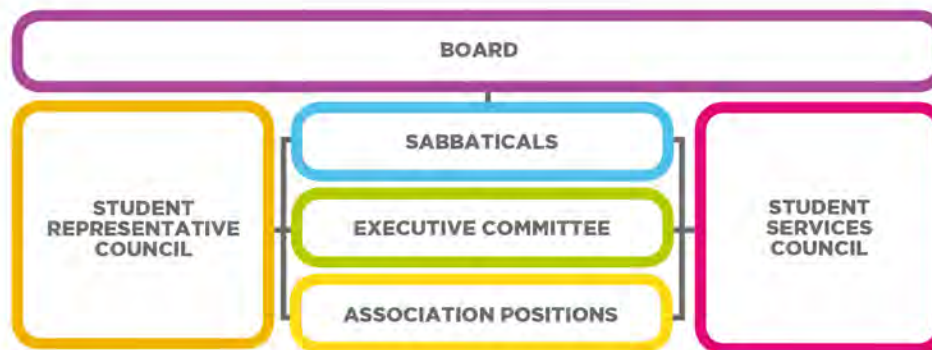 BOARD
STUDENT
REPRESENTATIVE
COUNCIL
SABBATICALS
EXECUTIVE COMMITTEE
ASSOCIATION POSITIONS
STUDENT
SERVICES
COUNCIL